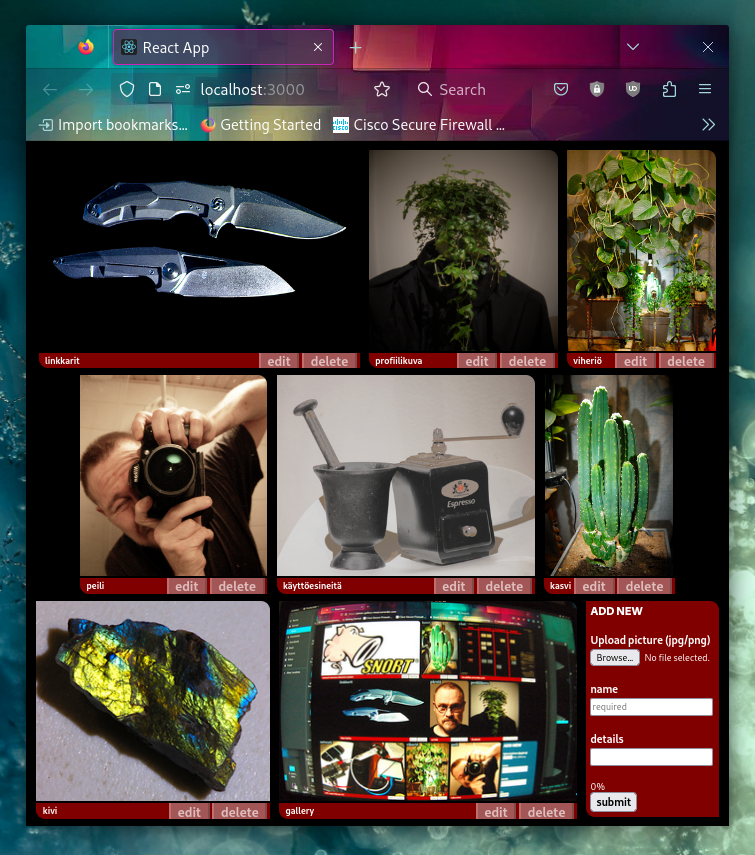 React App
localhost:3000
Search
Import bookmarks...
Getting Started
Cisco Secure Firewall ...
linkkarit
edit
delete
profiilikuva
edit
delete
viheriö
edit
delete
Espresso
peili
edit
delete
käyttöesineitä
edit
delete
kasvi
edit
delete
SNORT
kivi
edit
delete
gallery
edit
delete
ADD NEW
Upload picture (jpg/png)
Browse...
No file selected.
name
required
details
0%
submit